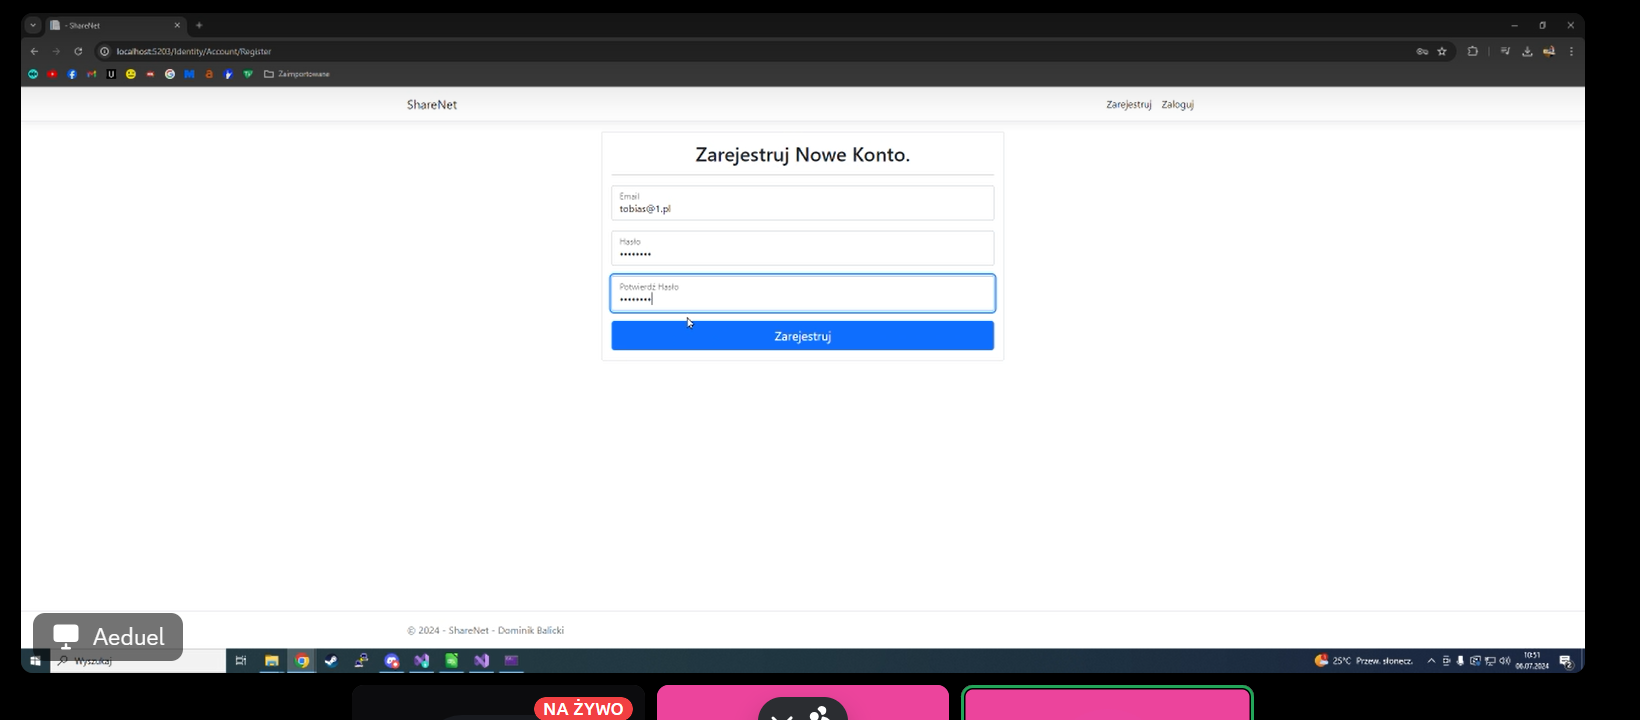 - ShareNet
localhost:5203/Identity/Account/Register
Zaimportowane
ShareNet
Zarejestruj Zaloguj
Zarejestruj Nowe Konto.
Email
tobias@1.pl
Hasło
••••••••
Potwierdź Hasło
••••••••
Zarejestruj
© 2024 - ShareNet - Dominik Balicki
Aeduel
Wyszukaj
25°C Przew. słonecz.
10:51
06.07.2024
NA ŻYWO